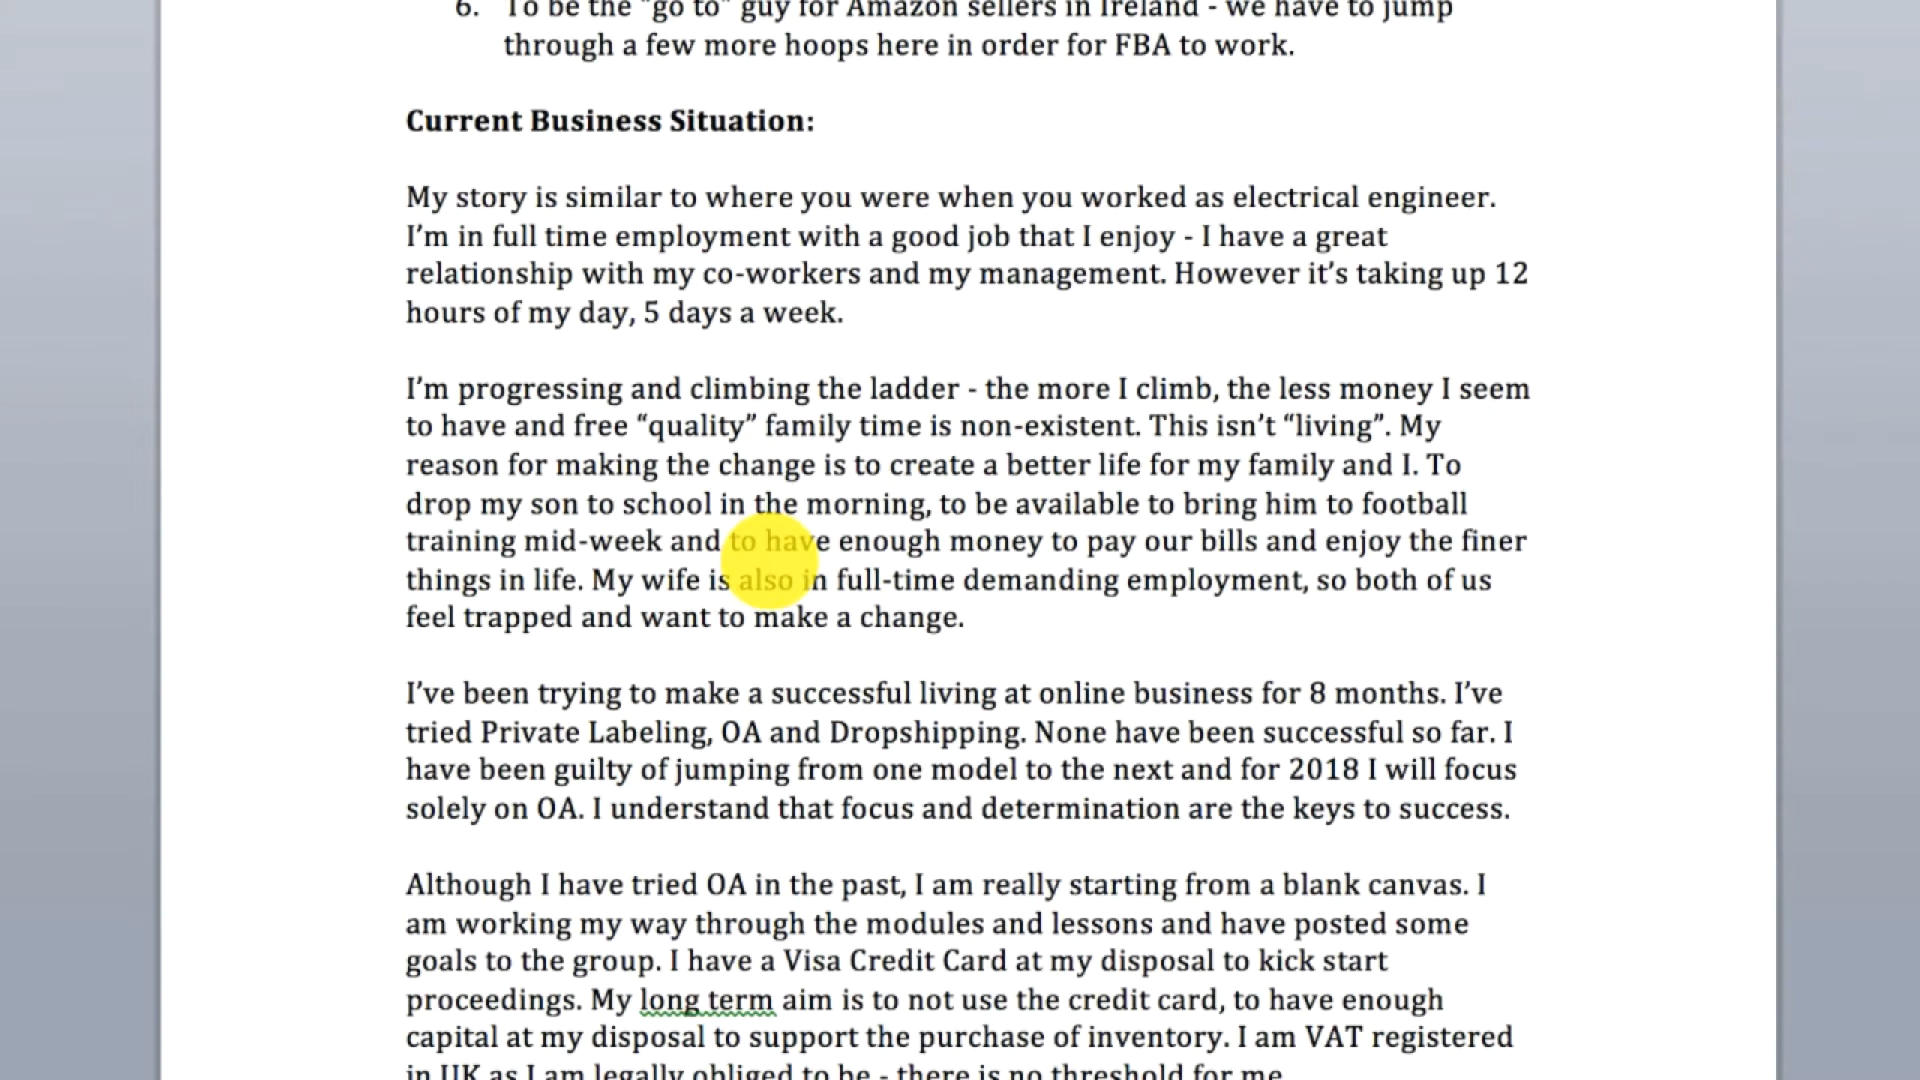 6. To be the "go to" guy for Amazon sellers in Ireland - we have to jump
through a few more hoops here in order for FBA to work.
Current Business Situation:
My story is similar to where you were when you worked as electrical engineer.
I’m in full time employment with a good job that I enjoy - I have a great
relationship with my co-workers and my management. However it’s taking up 12
hours of my day, 5 days a week.
I’m progressing and climbing the ladder - the more I climb, the less money I seem
to have and free “quality” family time is non-existent. This isn’t “living”. My
reason for making the change is to create a better life for my family and I. To
drop my son to school in the morning, to be available to bring him to football
training mid-week and to have enough money to pay our bills and enjoy the finer
things in life. My wife is also in full-time demanding employment, so both of us
feel trapped and want to make a change.
I’ve been trying to make a successful living at online business for 8 months. I’ve
tried Private Labeling, OA and Dropshipping. None have been successful so far. I
have been guilty of jumping from one model to the next and for 2018 I will focus
solely on OA. I understand that focus and determination are the keys to success.
Although I have tried OA in the past, I am really starting from a blank canvas. I
am working my way through the modules and lessons and have posted some
goals to the group. I have a Visa Credit Card at my disposal to kick start
proceedings. My long term aim is to not use the credit card, to have enough
capital at my disposal to support the purchase of inventory. I am VAT registered
in UK as I am legally obliged to be - there is no threshold for me.